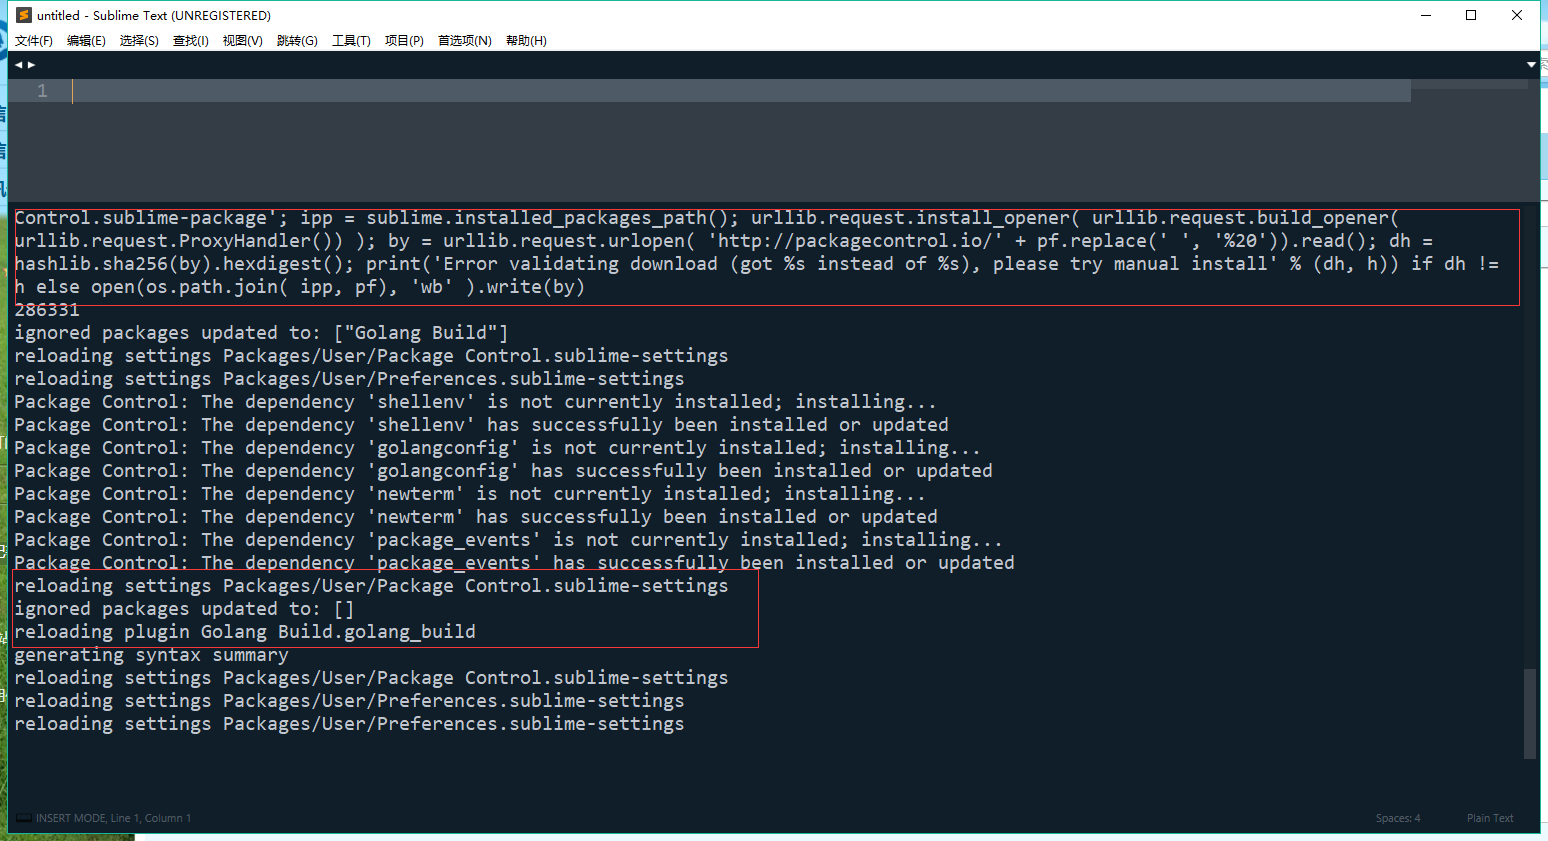 untitled - Sublime Text (UNREGISTERED)
文件(F) 编辑(E) 选择(S) 查找(I) 视图(V) 跳转(G) 工具(T) 项目(P) 首选项(N) 帮助(H)
1
Control.sublime-package'; ipp = sublime.installed_packages_path(); urllib.request.install_opener( urllib.request.build_opener(
urllib.request.ProxyHandler()) ); by = urllib.request.urlopen( 'http://packagecontrol.io/' + pf.replace(' ', '%20')).read(); dh =
hashlib.sha256(by).hexdigest(); print('Error validating download (got %s instead of %s), please try manual install' % (dh, h)) if dh !=
h else open(os.path.join( ipp, pf), 'wb' ).write(by)
286331
ignored packages updated to: ["Golang Build"]
reloading settings Packages/User/Package Control.sublime-settings
reloading settings Packages/User/Preferences.sublime-settings
Package Control: The dependency 'shellenv' is not currently installed; installing...
Package Control: The dependency 'shellenv' has successfully been installed or updated
Package Control: The dependency 'golangconfig' is not currently installed; installing...
Package Control: The dependency 'golangconfig' has successfully been installed or updated
Package Control: The dependency 'newterm' is not currently installed; installing...
Package Control: The dependency 'newterm' has successfully been installed or updated
Package Control: The dependency 'package_events' is not currently installed; installing...
Package Control: The dependency 'package_events' has successfully been installed or updated
reloading settings Packages/User/Package Control.sublime-settings
ignored packages updated to: []
reloading plugin Golang Build.golang_build
generating syntax summary
reloading settings Packages/User/Package Control.sublime-settings
reloading settings Packages/User/Preferences.sublime-settings
reloading settings Packages/User/Preferences.sublime-settings
INSERT MODE, Line 1, Column 1 Spaces: 4 Plain Text